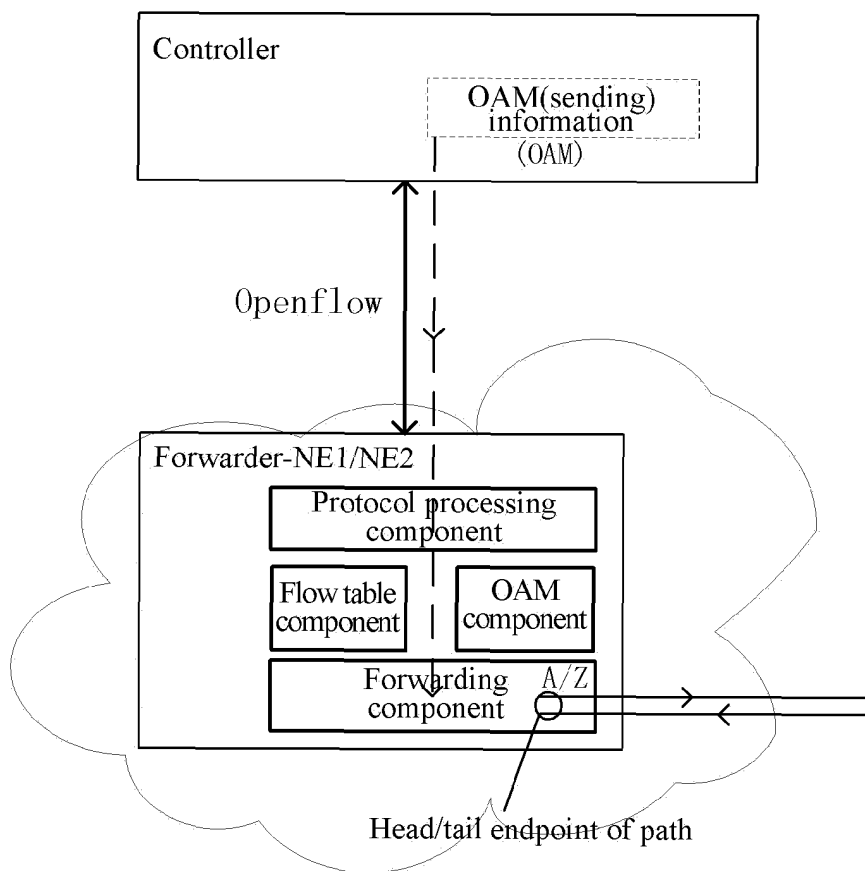 Controller
OAM(sending)
information
(OAM)
Openflow
Forwarder-NE1/NE2
Protocol processing
component
Flow table
component
OAM
component
A/Z
Forwarding
component
Head/tail endpoint of path